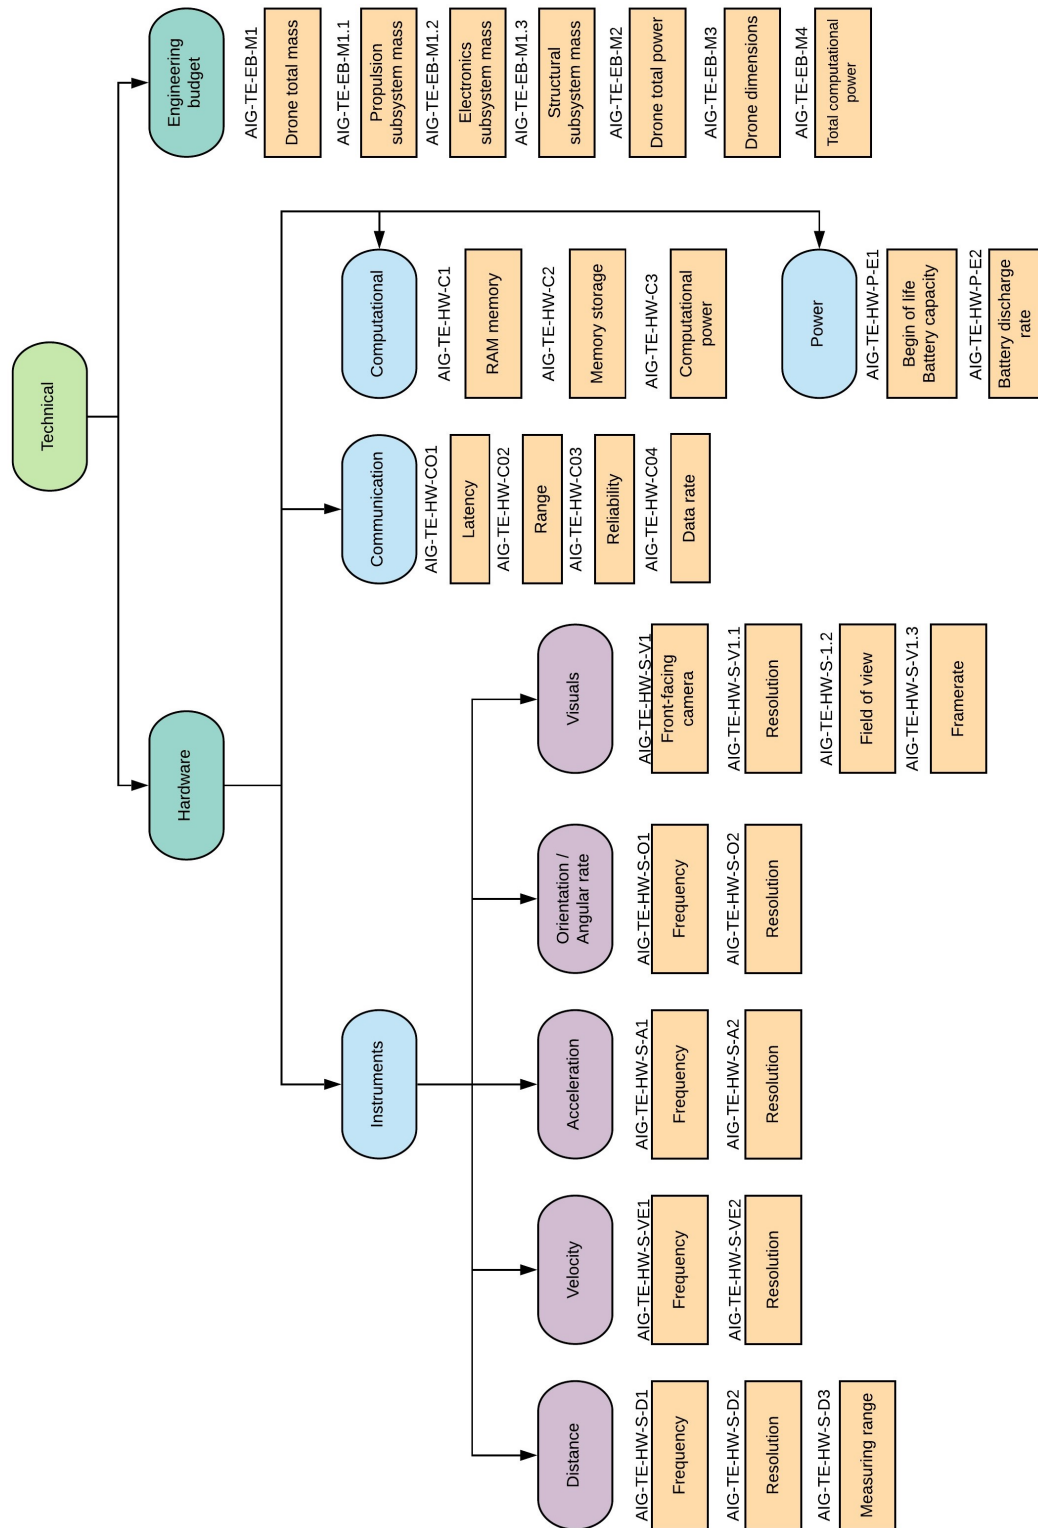 Technical
Hardware
Engineering
budget
Instruments
Communication
Computational
Power
Distance
Velocity
Acceleration
Orientation /
Angular rate
Visuals
AIG-TE-HW-S-D1
Frequency
AIG-TE-HW-S-D2
Resolution
AIG-TE-HW-S-D3
Measuring range
AIG-TE-HW-S-VE1
Frequency
AIG-TE-HW-S-VE2
Resolution
AIG-TE-HW-S-A1
Frequency
AIG-TE-HW-S-A2
Resolution
AIG-TE-HW-S-O1
Frequency
AIG-TE-HW-S-O2
Resolution
AIG-TE-HW-S-V1
Front-facing
camera
AIG-TE-HW-S-V1.1
Resolution
AIG-TE-HW-S-1.2
Field of view
AIG-TE-HW-S-V1.3
Framerate
AIG-TE-HW-CO1
Latency
AIG-TE-HW-C02
Range
AIG-TE-HW-C03
Reliability
AIG-TE-HW-C04
Data rate
AIG-TE-HW-C1
RAM memory
AIG-TE-HW-C2
Memory storage
AIG-TE-HW-C3
Computational
power
AIG-TE-HW-P-E1
Begin of life
Battery capacity
AIG-TE-HW-P-E2
Battery discharge
rate
AIG-TE-EB-M1
Drone total mass
AIG-TE-EB-M1.1
Propulsion
subsystem mass
AIG-TE-EB-M1.2
Electronics
subsystem mass
AIG-TE-EB-M1.3
Structural
subsystem mass
AIG-TE-EB-M2
Drone total power
AIG-TE-EB-M3
Drone dimensions
AIG-TE-EB-M4
Total computational
power